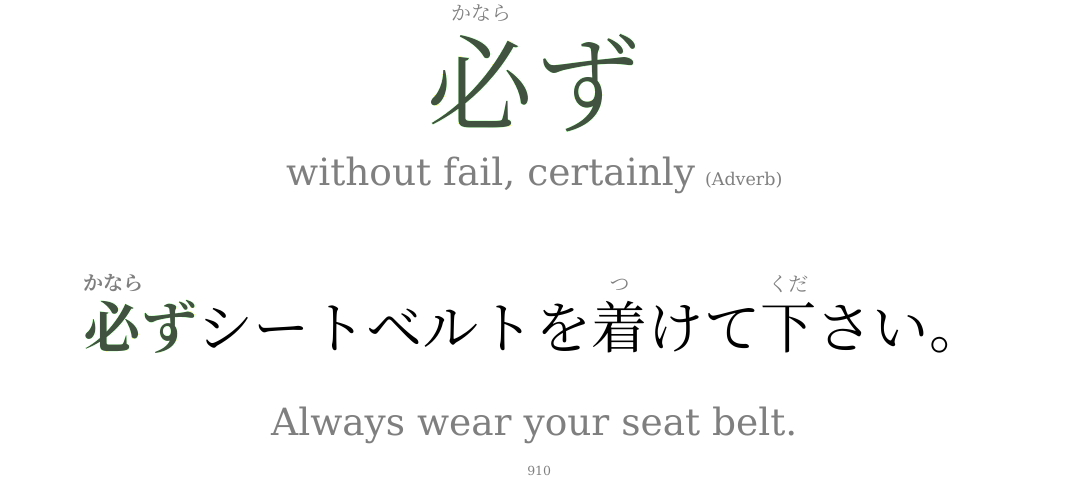 かなら
必ず
without fail, certainly (Adverb)
かなら つ くだ
必ずシートベルトを着けて下さい。
Always wear your seat belt.
910